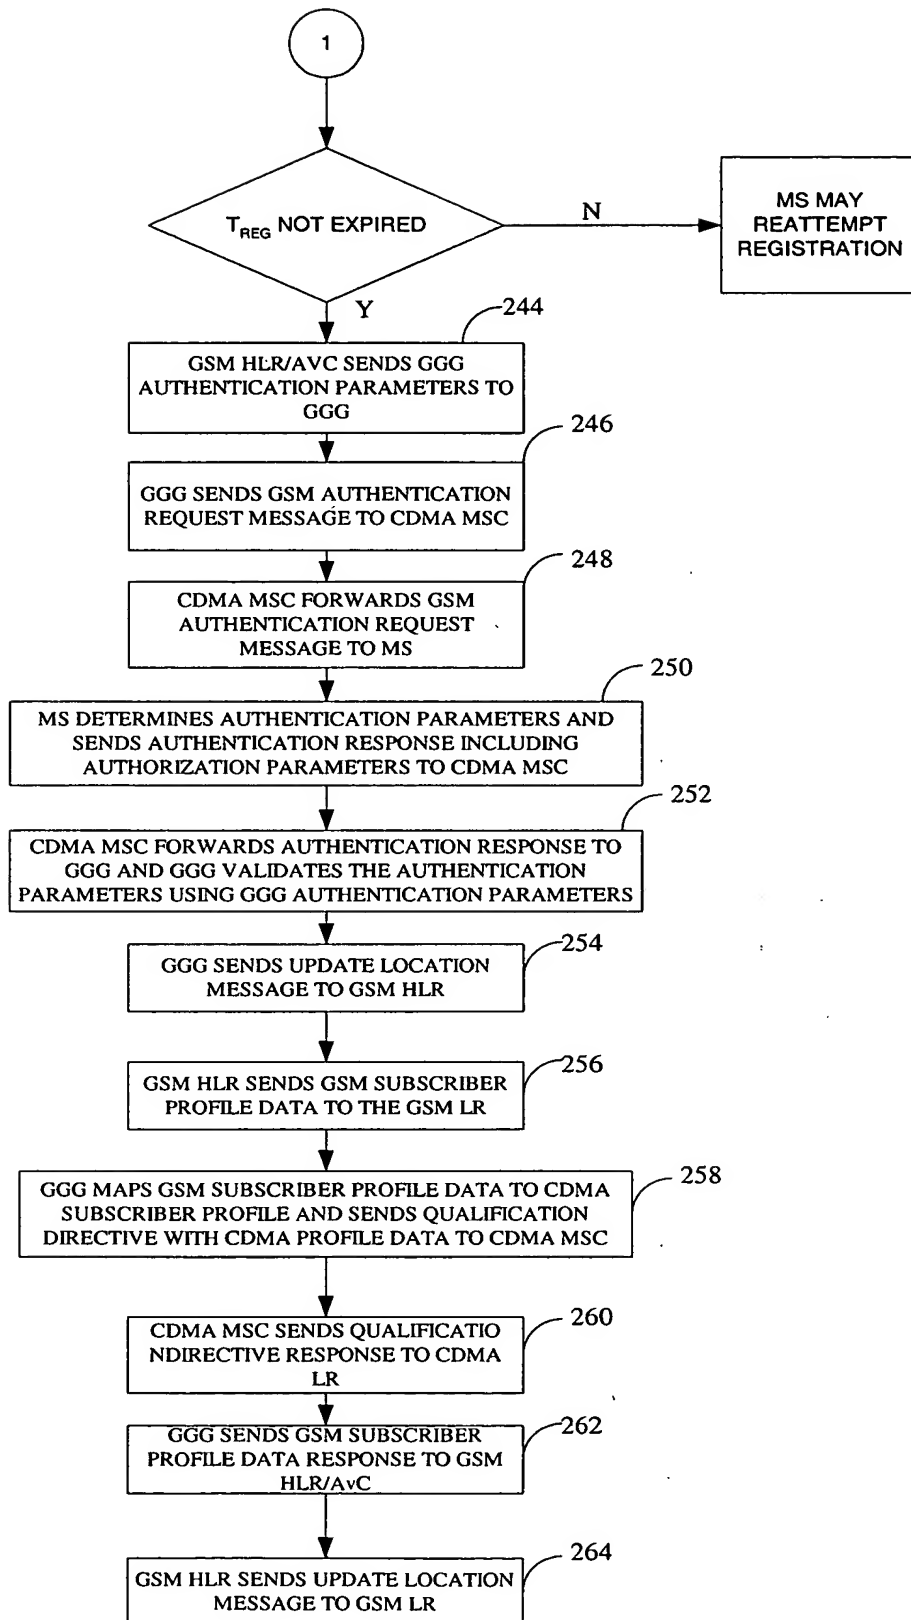 1
T_REG NOT EXPIRED
N
MS MAY
REATTEMPT
REGISTRATION
Y
244
GSM HLR/AVC SENDS GGG
AUTHENTICATION PARAMETERS TO
GGG
246
GGG SENDS GSM AUTHENTICATION
REQUEST MESSAGE TO CDMA MSC
248
CDMA MSC FORWARDS GSM
AUTHENTICATION REQUEST
MESSAGE TO MS
250
MS DETERMINES AUTHENTICATION PARAMETERS AND
SENDS AUTHENTICATION RESPONSE INCLUDING
AUTHORIZATION PARAMETERS TO CDMA MSC
252
CDMA MSC FORWARDS AUTHENTICATION RESPONSE TO
GGG AND GGG VALIDATES THE AUTHENTICATION
PARAMETERS USING GGG AUTHENTICATION PARAMETERS
254
GGG SENDS UPDATE LOCATION
MESSAGE TO GSM HLR
256
GSM HLR SENDS GSM SUBSCRIBER
PROFILE DATA TO THE GSM LR
258
GGG MAPS GSM SUBSCRIBER PROFILE DATA TO CDMA
SUBSCRIBER PROFILE AND SENDS QUALIFICATION
DIRECTIVE WITH CDMA PROFILE DATA TO CDMA MSC
260
CDMA MSC SENDS QUALIFICATIO
NDIRECTIVE RESPONSE TO CDMA
LR
262
GGG SENDS GSM SUBSCRIBER
PROFILE DATA RESPONSE TO GSM
HLR/AvC
264
GSM HLR SENDS UPDATE LOCATION
MESSAGE TO GSM LR